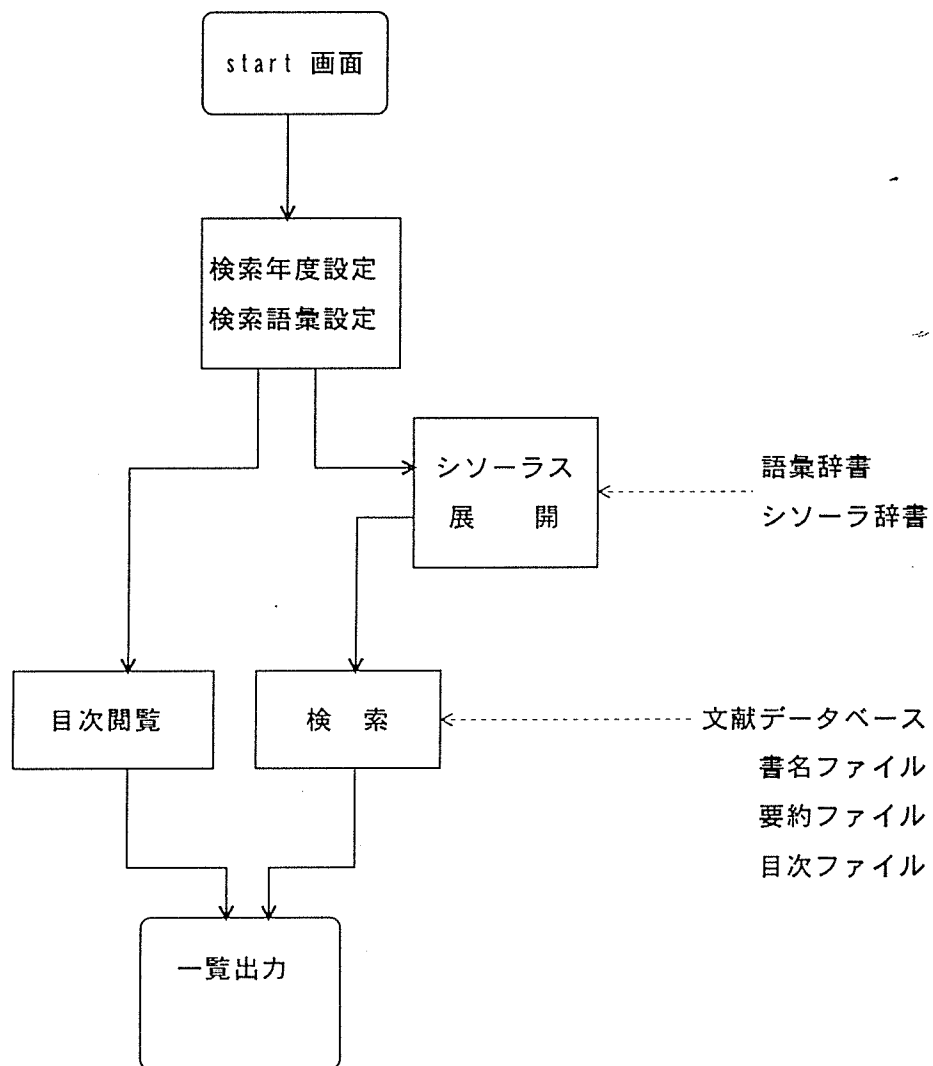 start 画面
検索年度設定
検索語彙設定
シソーラス
展　開
語彙辞書
シソーラ辞書
目次閲覧
検　索
文献データベース
書名ファイル
要約ファイル
目次ファイル
一覧出力